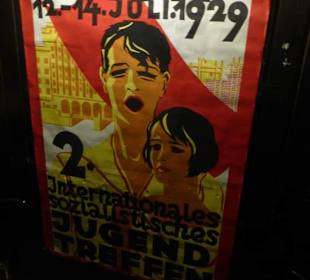 12.-14. JULI. 1929
2.
Internationales
sozialistisches
JUGEND
TREFFEN